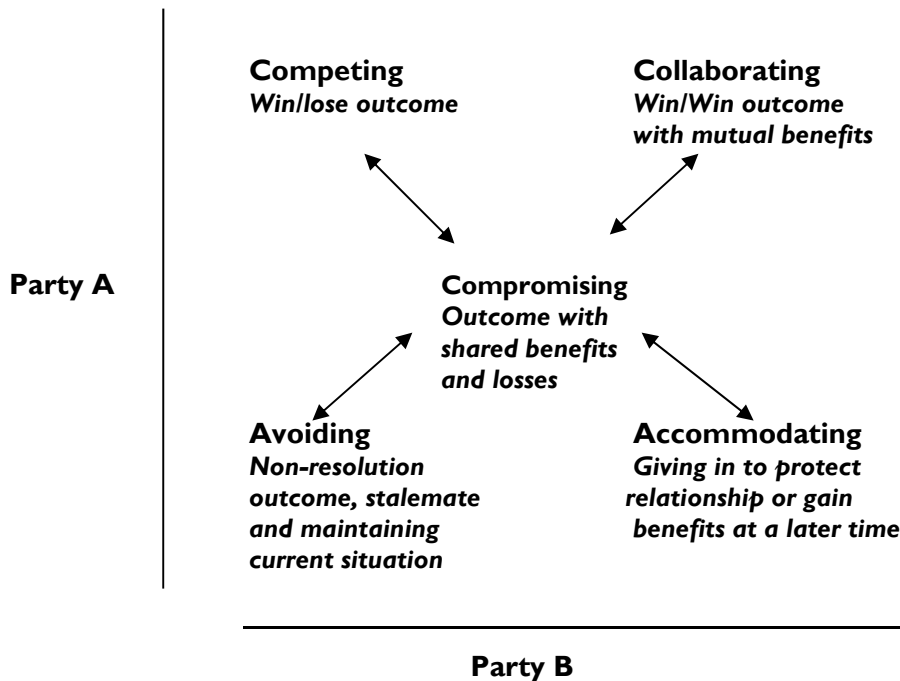 Competing
Win/lose outcome
Collaborating
Win/Win outcome
with mutual benefits
Party A
Compromising
Outcome with
shared benefits
and losses
Avoiding
Non-resolution
outcome, stalemate
and maintaining
current situation
Accommodating
Giving in to protect
relationship or gain
benefits at a later time
Party B